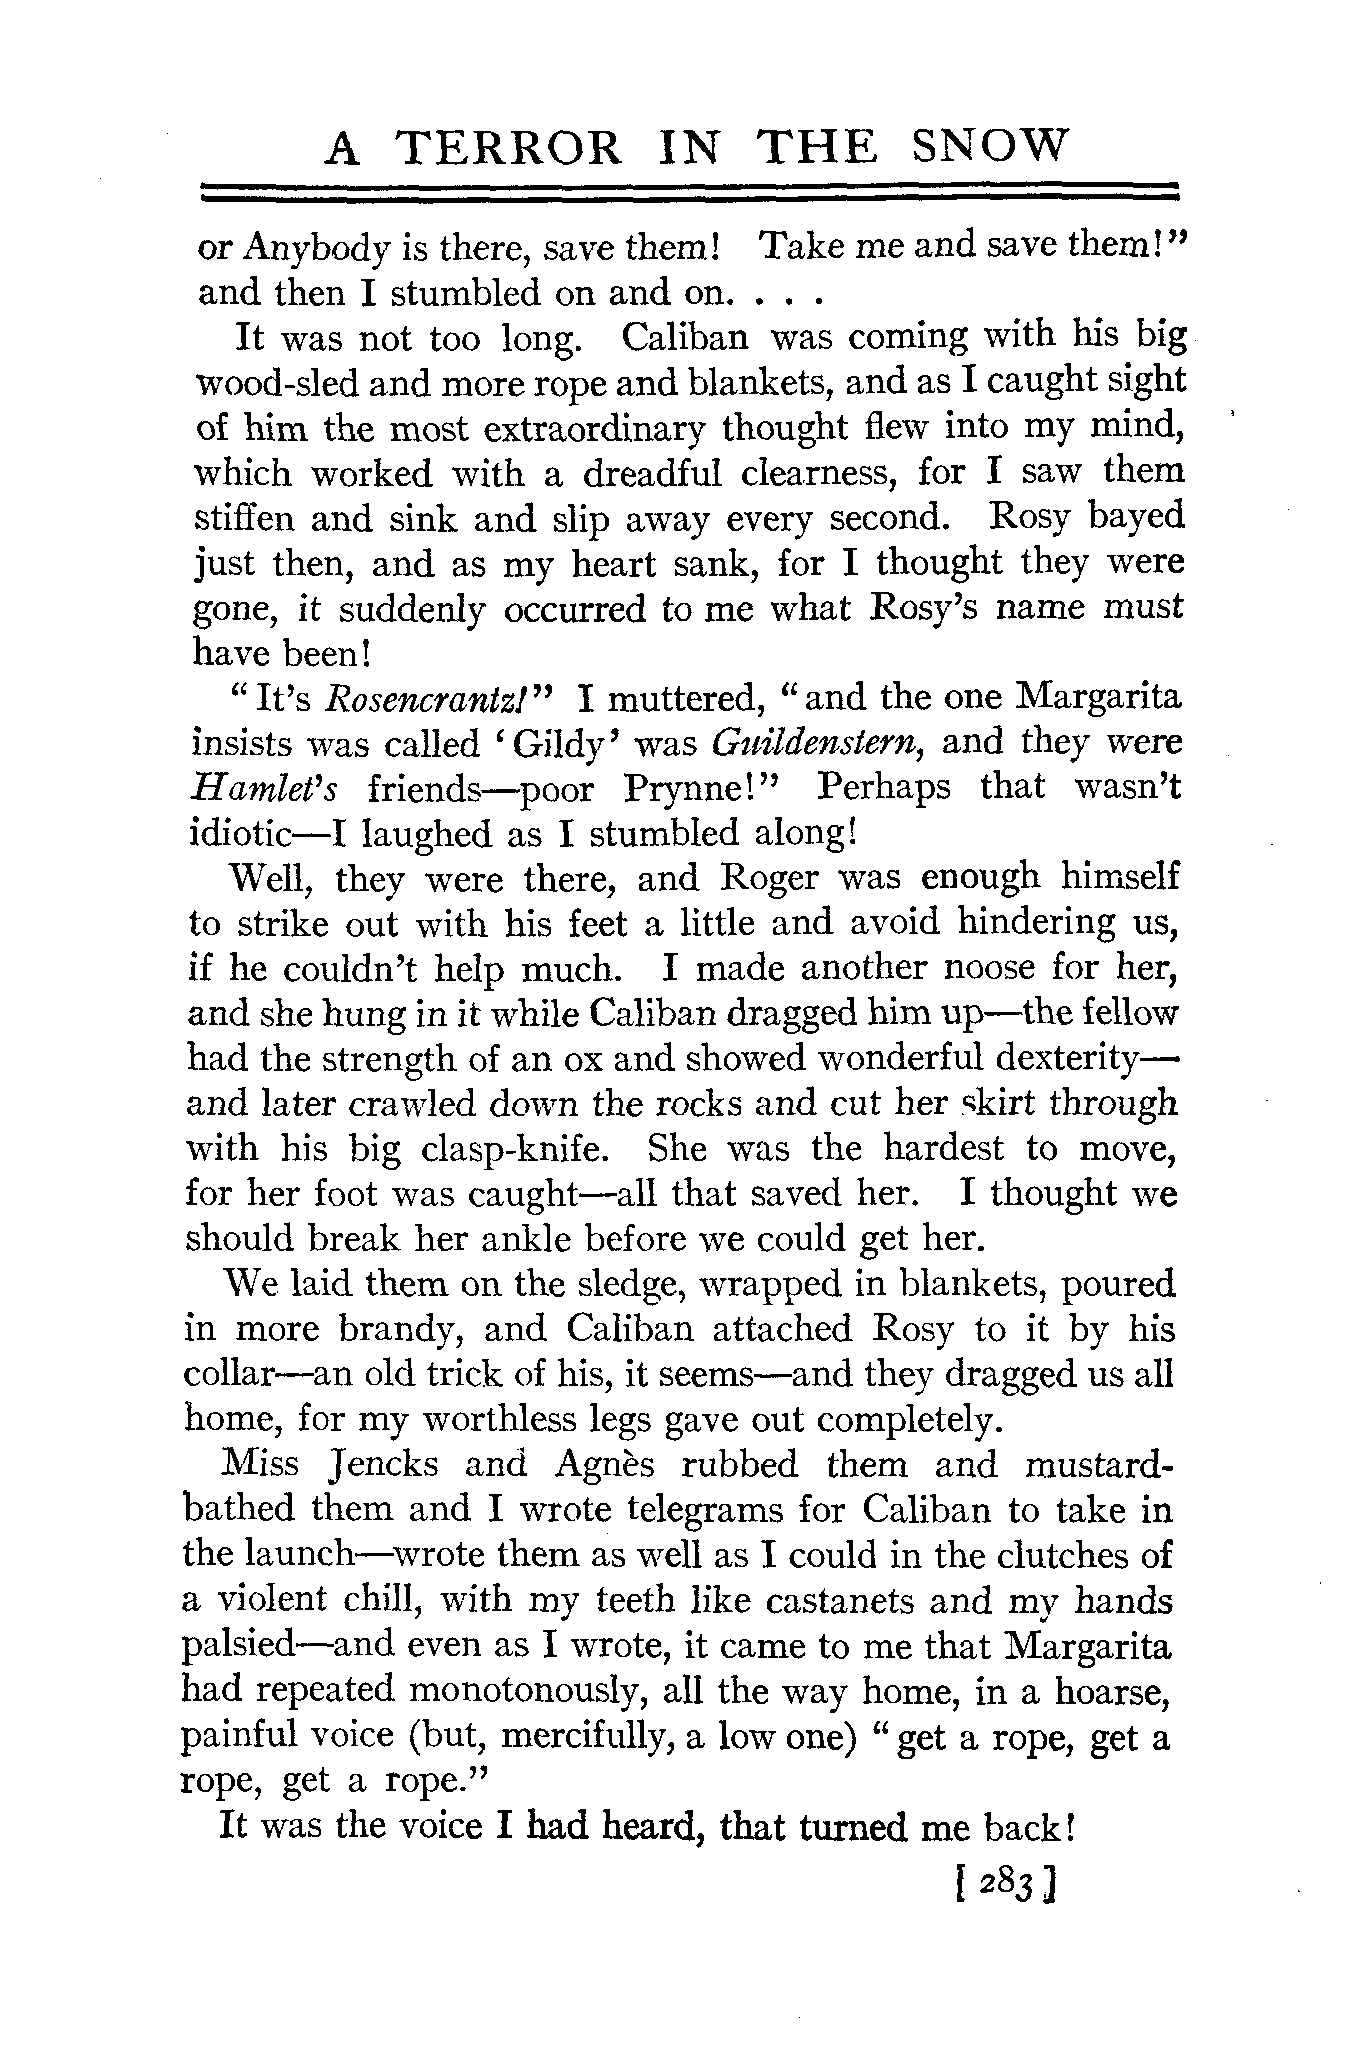 A TERROR IN THE SNOW
or Anybody is there, save them! Take me and save them!"
and then I stumbled on and on. . . .
It was not too long. Caliban was coming with his big
wood-sled and more rope and blankets, and as I caught sight
of him the most extraordinary thought flew into my mind,
which worked with a dreadful clearness, for I saw them
stiffen and sink and slip away every second. Rosy bayed
just then, and as my heart sank, for I thought they were
gone, it suddenly occurred to me what Rosy's name must
have been!
"It's Rosencrantz!" I muttered, "and the one Margarita
insists was called 'Gildy' was Guildenstern, and they were
Hamlet's friends—poor Prynne!" Perhaps that wasn't
idiotic—I laughed as I stumbled along!
Well, they were there, and Roger was enough himself
to strike out with his feet a little and avoid hindering us,
if he couldn't help much. I made another noose for her,
and she hung in it while Caliban dragged him up—the fellow
had the strength of an ox and showed wonderful dexterity—
and later crawled down the rocks and cut her skirt through
with his big clasp-knife. She was the hardest to move,
for her foot was caught—all that saved her. I thought we
should break her ankle before we could get her.
We laid them on the sledge, wrapped in blankets, poured
in more brandy, and Caliban attached Rosy to it by his
collar—an old trick of his, it seems—and they dragged us all
home, for my worthless legs gave out completely.
Miss Jencks and Agnès rubbed them and mustard-
bathed them and I wrote telegrams for Caliban to take in
the launch—wrote them as well as I could in the clutches of
a violent chill, with my teeth like castanets and my hands
palsied—and even as I wrote, it came to me that Margarita
had repeated monotonously, all the way home, in a hoarse,
painful voice (but, mercifully, a low one) "get a rope, get a
rope, get a rope."
It was the voice I had heard, that turned me back!
[283]